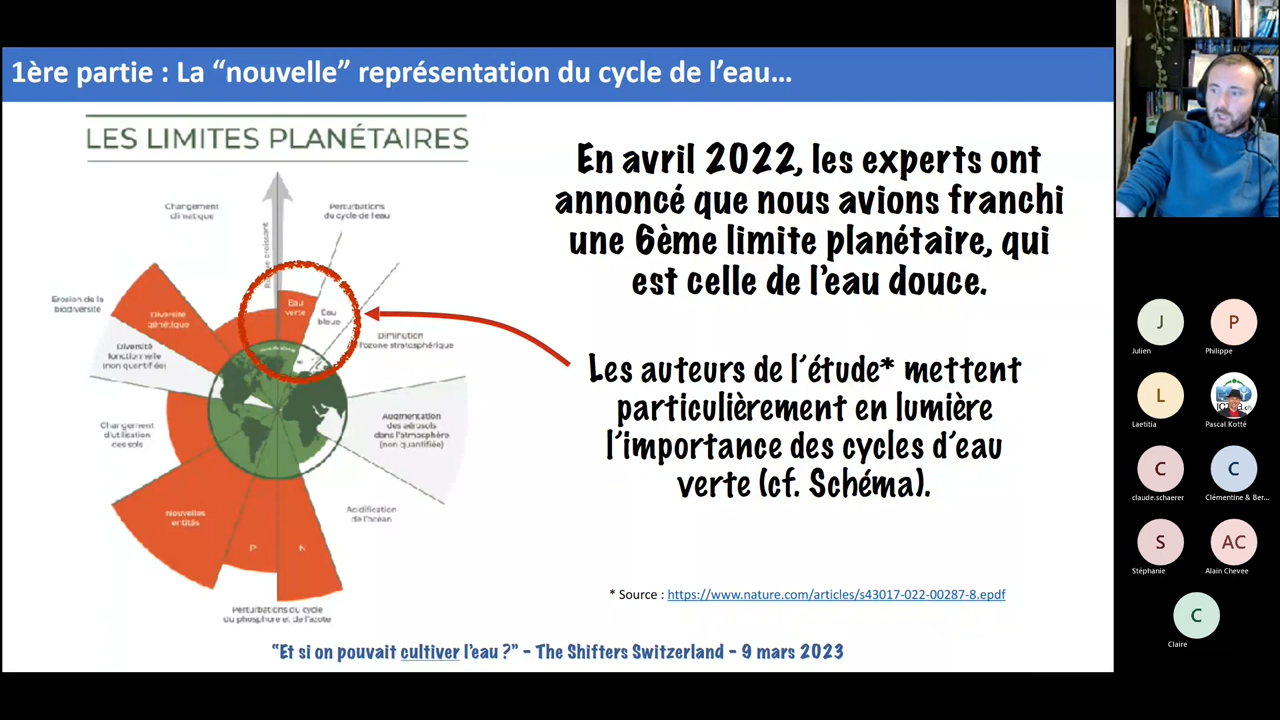 1ère partie : La “nouvelle” représentation du cycle de l’eau...
LES LIMITES PLANÉTAIRES
Changement
climatique
Perturbations
du cycle de l'eau
croissant
Eau
verte
Eau
bleue
Érosion de la
biodiversité
Diversité
génétique
Diversité
fonctionnelle
(non quantifiée)
Diminution
l'ozone stratosphérique
Changement
d'utilisation
des sols
Augmentation
des aérosols
dans l'atmosphère
(non quantifiée)
Nouvelles
entités
Acidification
de l'océan
P
N
Perturbations du cycle
du phosphore et de l'azote
En avril 2022, les experts ont
annoncé que nous avions franchi
une 6ème limite planétaire, qui
est celle de l’eau douce.
Les auteurs de l’étude* mettent
particulièrement en lumière
l’importance des cycles d’eau
verte (cf. Schéma).
* Source : https://www.nature.com/articles/s43017-022-00287-8.epdf
“Et si on pouvait cultiver l’eau ?” – The Shifters Switzerland – 9 mars 2023
J
P
Julien
Philippe
L
Laetitia
Pascal Kotté
C
C
claude.schaerer
Clémentine & Ber...
S
AC
Stéphanie
Alain Chevee
C
Claire